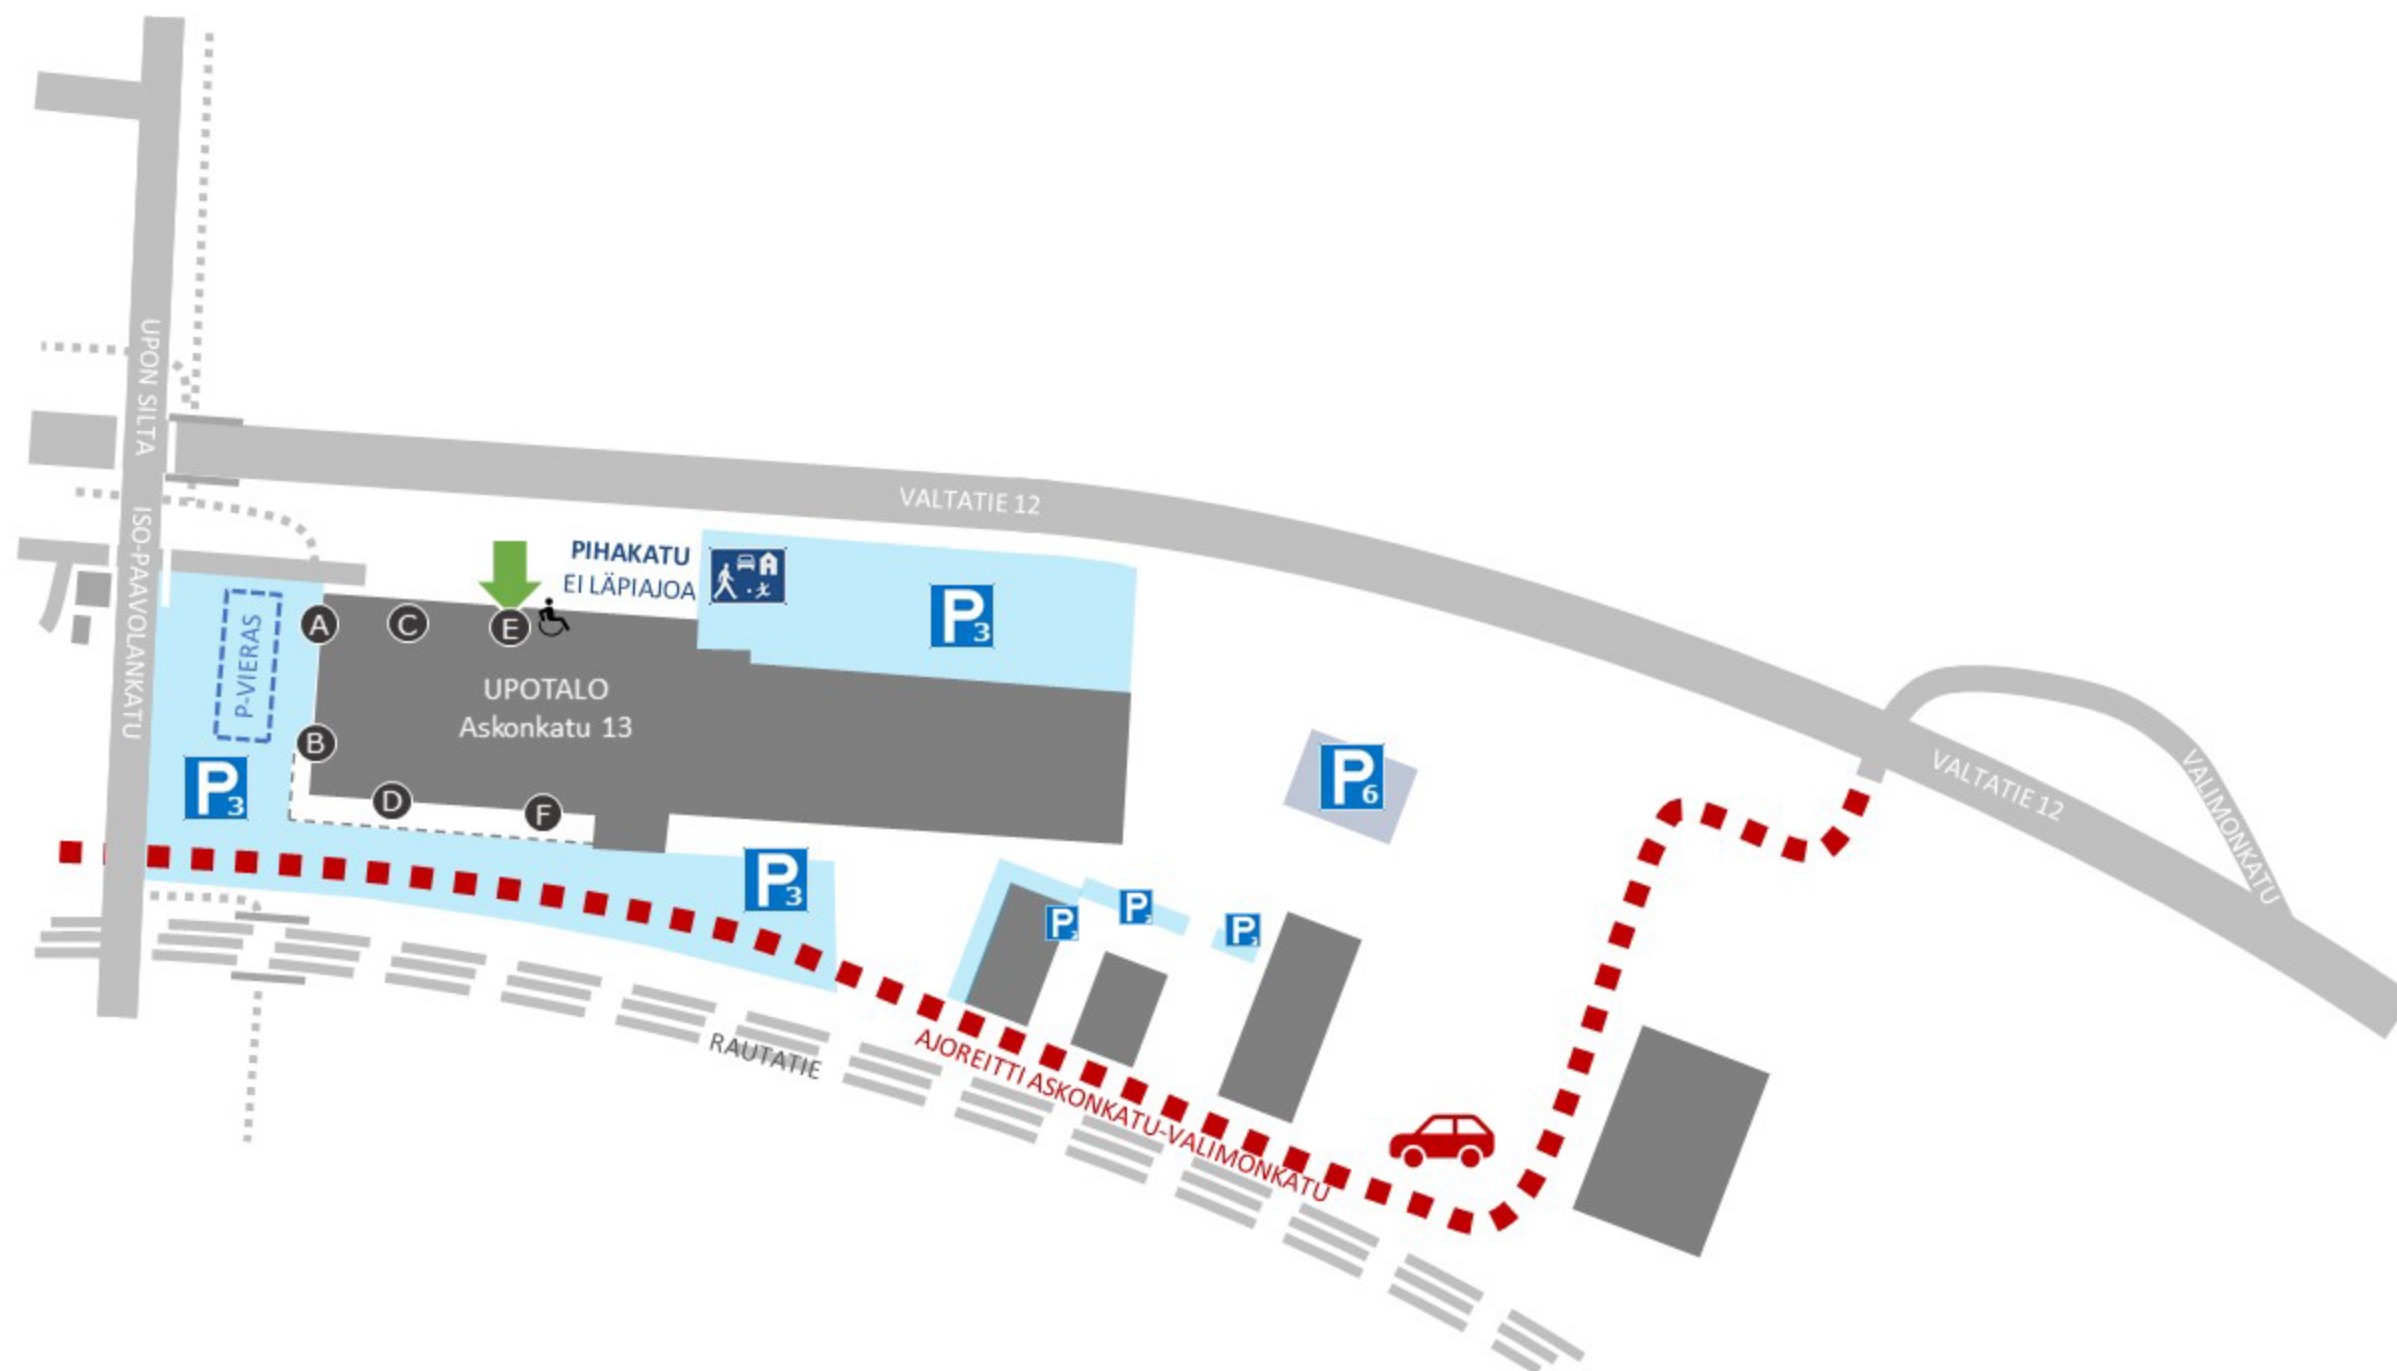 UPON SILTA
VALTATIE 12
ISO-PAAVOLANKATU
PIHAKATU
EI LÄPIAJOA
P-VIERAS
P3
A
C
E
UPOTALO
Askonkatu 13
B
P3
D
F
P6
VALTATIE 12
VALIMONKATU
P3
P
P
P
RAUTATIE
AJOREITTI ASKONKATU-VALIMONKATU